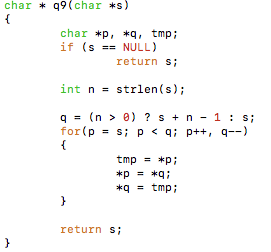 char * q9(char *s)
{
        char *p, *q, tmp;
        if (s == NULL)
                return s;

        int n = strlen(s);

        q = (n > 0) ? s + n - 1 : s;
        for(p = s; p < q; p++, q--)
        {
                tmp = *p;
                *p = *q;
                *q = tmp;
        }

        return s;
}